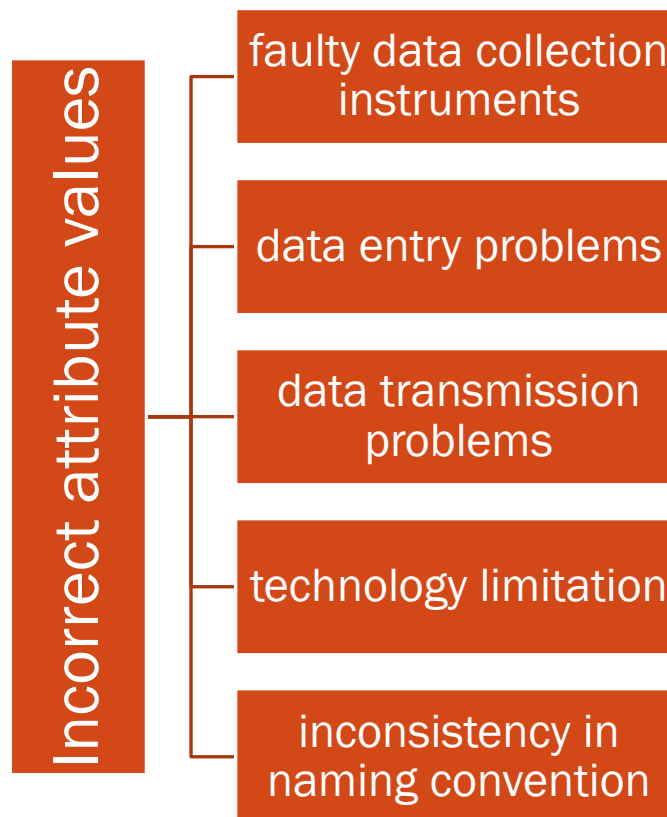 Incorrect attribute values
faulty data collection
instruments
data entry problems
data transmission
problems
technology limitation
inconsistency in
naming convention